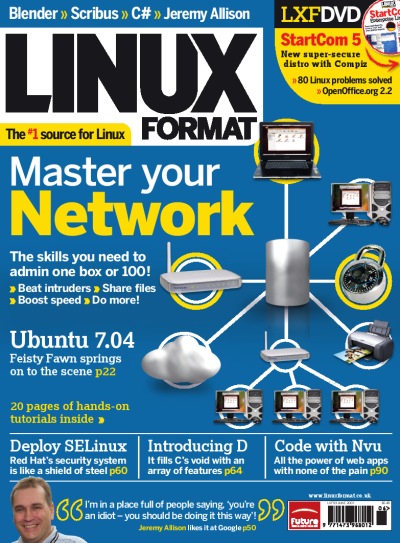 Blender » Scribus » C# » Jeremy Allison
LXFDVD
StartCom 5
New super-secure
distro with Compiz
» 80 Linux problems solved
» OpenOffice.org 2.2
LINUX
FORMAT
The #1 source for Linux
Master your
Network
The skills you need to
admin one box or 100!
» Beat intruders » Share files
» Boost speed » Do more!
Ubuntu 7.04
Feisty Fawn springs
on to the scene p22
20 pages of hands-on
tutorials inside »
Deploy SELinux
Red Hat's security system
is like a shield of steel p60
Introducing D
It fills C's void with an
array of features p64
Code with Nvu
All the power of web apps
with none of the pain p90
www.linuxformat.co.uk
“I'm in a place full of people saying, ‘you're
an idiot – you should be doing it this way’!”
Jeremy Allison likes it at Google p50
future
06
9 771473 968012